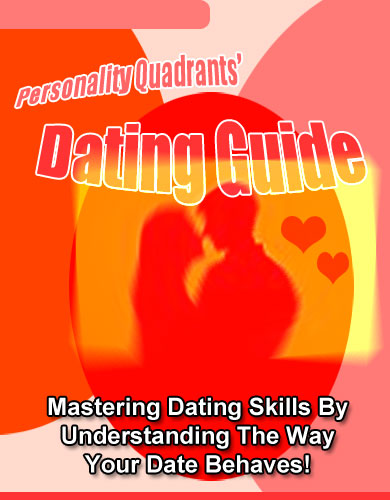 Personality Quadrants'
Dating Guide
Mastering Dating Skills By
Understanding The Way
Your Date Behaves!